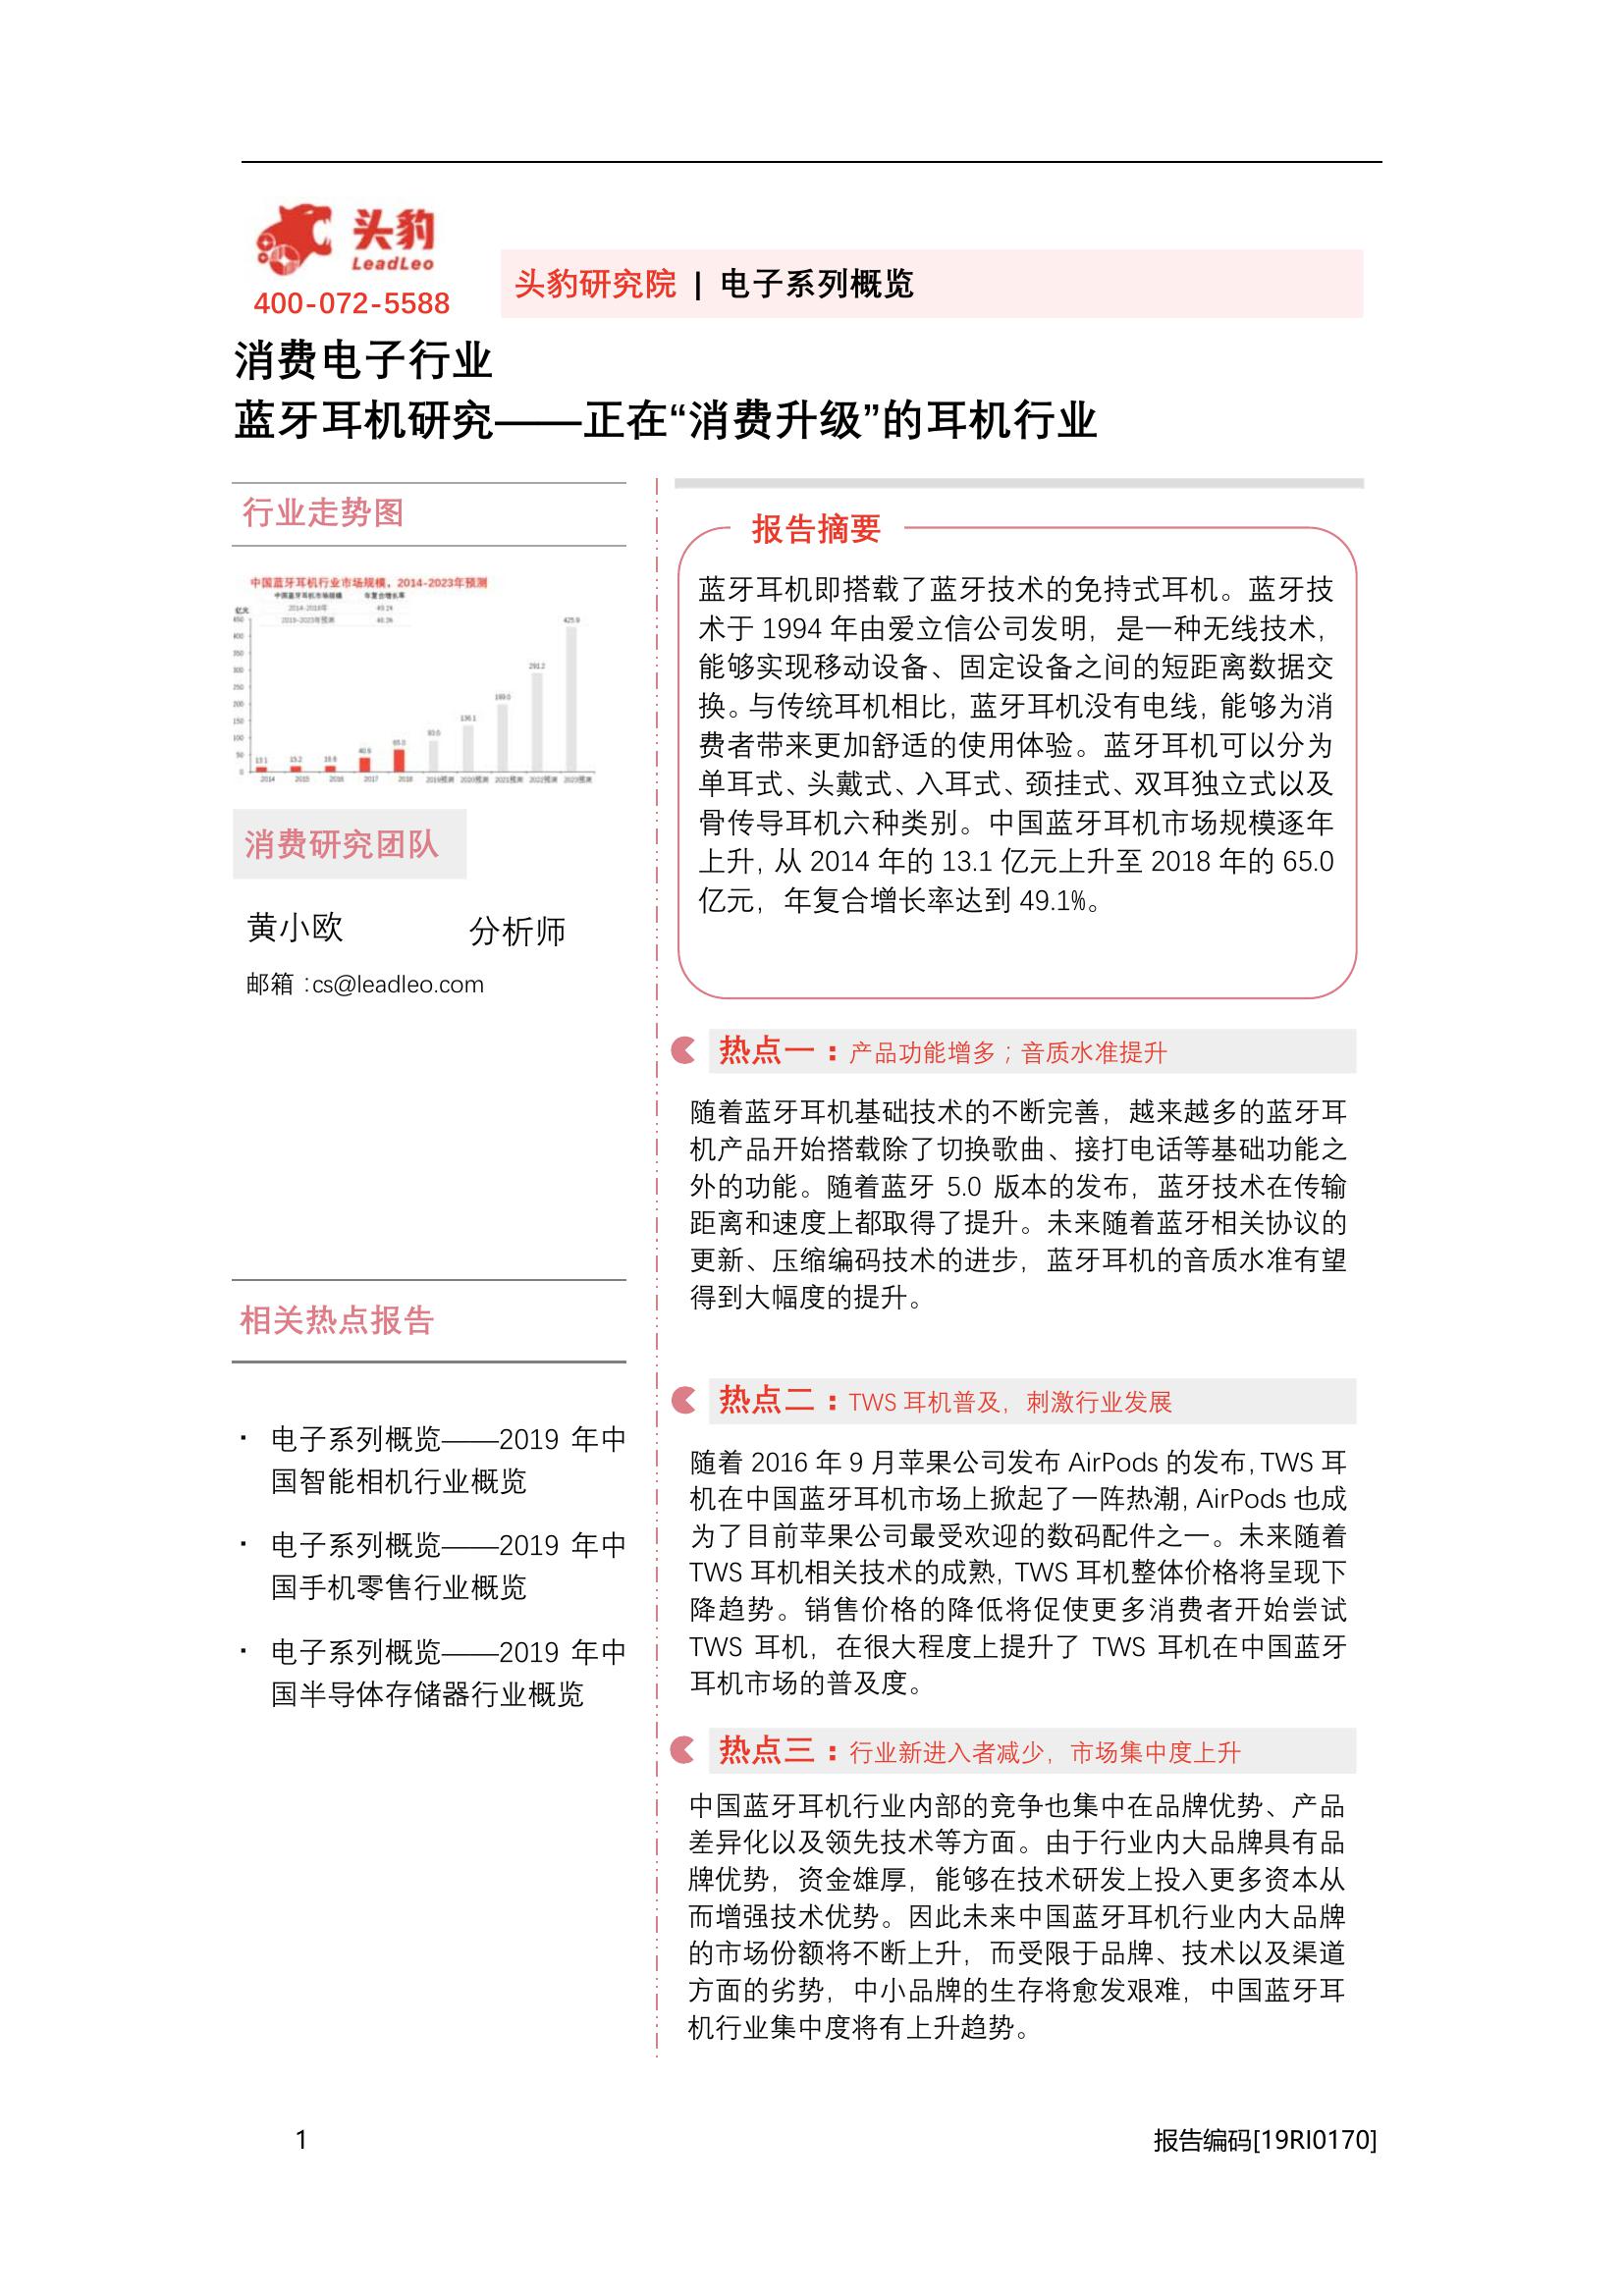 头豹
LeadLeo
400-072-5588
头豹研究院 | 电子系列概览
消费电子行业
蓝牙耳机研究——正在“消费升级”的耳机行业
行业走势图
中国蓝牙耳机行业市场规模，2014-2023年预测
中国蓝牙耳机市场规模 年复合增长率
2014-2018年 49.1%
2019-2023年预测
亿元
450
400
350
300
250
200
150
100
50
0
13.1
15.2
40.6
65.0
93.0
136.1
291.2
425.9
2014 2015 2016 2017 2018 2019预测 2020预测 2021预测 2022预测 2023预测
消费研究团队
黄小欧 分析师
邮箱 :cs@leadleo.com
相关热点报告
· 电子系列概览——2019 年中
国智能相机行业概览
· 电子系列概览——2019 年中
国手机零售行业概览
· 电子系列概览——2019 年中
国半导体存储器行业概览
报告摘要
蓝牙耳机即搭载了蓝牙技术的免持式耳机。蓝牙技
术于 1994 年由爱立信公司发明，是一种无线技术，
能够实现移动设备、固定设备之间的短距离数据交
换。与传统耳机相比，蓝牙耳机没有电线，能够为消
费者带来更加舒适的使用体验。蓝牙耳机可以分为
单耳式、头戴式、入耳式、颈挂式、双耳独立式以及
骨传导耳机六种类别。中国蓝牙耳机市场规模逐年
上升，从 2014 年的 13.1 亿元上升至 2018 年的 65.0
亿元，年复合增长率达到 49.1%。
热点一：产品功能增多；音质水准提升
随着蓝牙耳机基础技术的不断完善，越来越多的蓝牙耳
机产品开始搭载除了切换歌曲、接打电话等基础功能之
外的功能。随着蓝牙 5.0 版本的发布，蓝牙技术在传输
距离和速度上都取得了提升。未来随着蓝牙相关协议的
更新、压缩编码技术的进步，蓝牙耳机的音质水准有望
得到大幅度的提升。
热点二：TWS 耳机普及，刺激行业发展
随着 2016 年 9 月苹果公司发布 AirPods 的发布，TWS 耳
机在中国蓝牙耳机市场上掀起了一阵热潮，AirPods 也成
为了目前苹果公司最受欢迎的数码配件之一。未来随着
TWS 耳机相关技术的成熟，TWS 耳机整体价格将呈现下
降趋势。销售价格的降低将促使更多消费者开始尝试
TWS 耳机，在很大程度上提升了 TWS 耳机在中国蓝牙
耳机市场的普及度。
热点三：行业新进入者减少，市场集中度上升
中国蓝牙耳机行业内部的竞争也集中在品牌优势、产品
差异化以及领先技术等方面。由于行业内大品牌具有品
牌优势，资金雄厚，能够在技术研发上投入更多资本从
而增强技术优势。因此未来中国蓝牙耳机行业内大品牌
的市场份额将不断上升，而受限于品牌、技术以及渠道
方面的劣势，中小品牌的生存将愈发艰难，中国蓝牙耳
机行业集中度将有上升趋势。
1
报告编码[19RI0170]